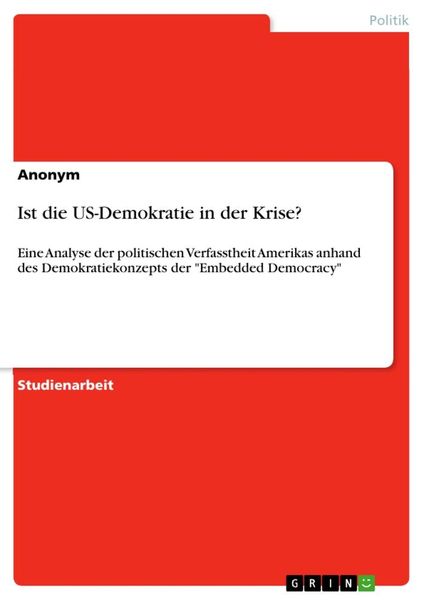 Politik
Anonym
Ist die US-Demokratie in der Krise?
Eine Analyse der politischen Verfasstheit Amerikas anhand
des Demokratiekonzepts der "Embedded Democracy"
Studienarbeit
GRIN